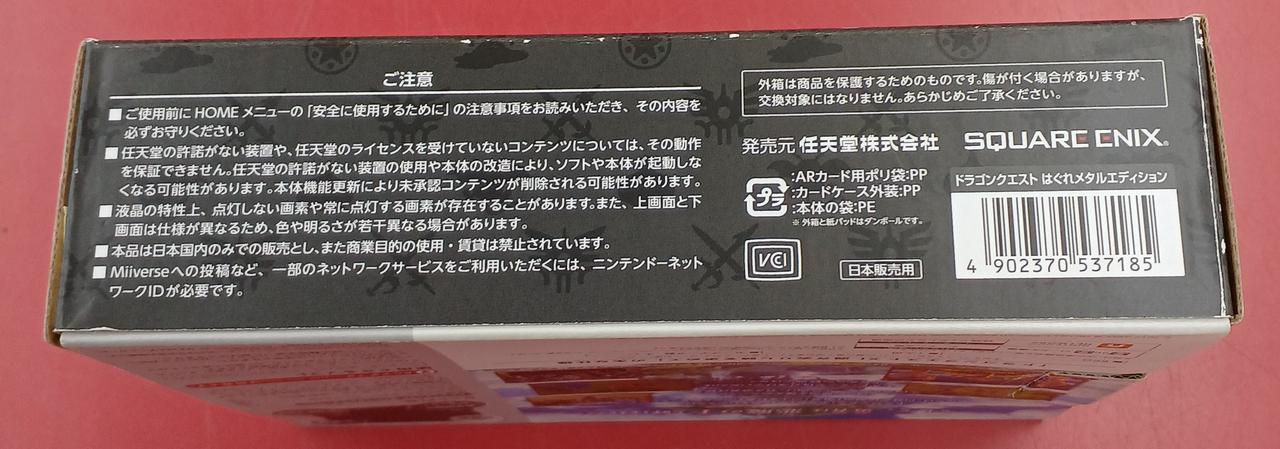 ご注意
■ご使用前にHOMEメニューの「安全に使用するために」の注意事項をお読みいただき、その内容を
必ずお守りください。
■任天堂の許諾がない装置や、任天堂のライセンスを受けていないコンテンツについては、その動作
を保証できません。任天堂の許諾がない装置の使用や本体の改造により、ソフトや本体が起動しな
くなる可能性があります。本体機能更新により未承認コンテンツが削除される可能性があります。
■液晶の特性上、点灯しない画素や常に点灯する画素が存在することがあります。また、上画面と下
画面は仕様が異なるため、色や明るさが若干異なる場合があります。
■本品は日本国内のみでの販売とし、また商業目的の使用・賃貸は禁止されています。
■Miiverseへの投稿など、一部のネットワークサービスをご利用いただくには、ニンテンドーネット
ワークIDが必要です。
外箱は商品を保護するためのものです。傷が付く場合がありますが、
交換対象にはなりません。あらかじめご了承ください。
発売元 任天堂株式会社
SQUARE ENIX®
プラ
:ARカード用ポリ袋:PP
:カードケース外装:PP
:本体の袋:PE
※ 外箱と紙パッドはダンボールです。
VCI
日本販売用
ドラゴンクエスト はぐれメタルエディション
4 902370 537185